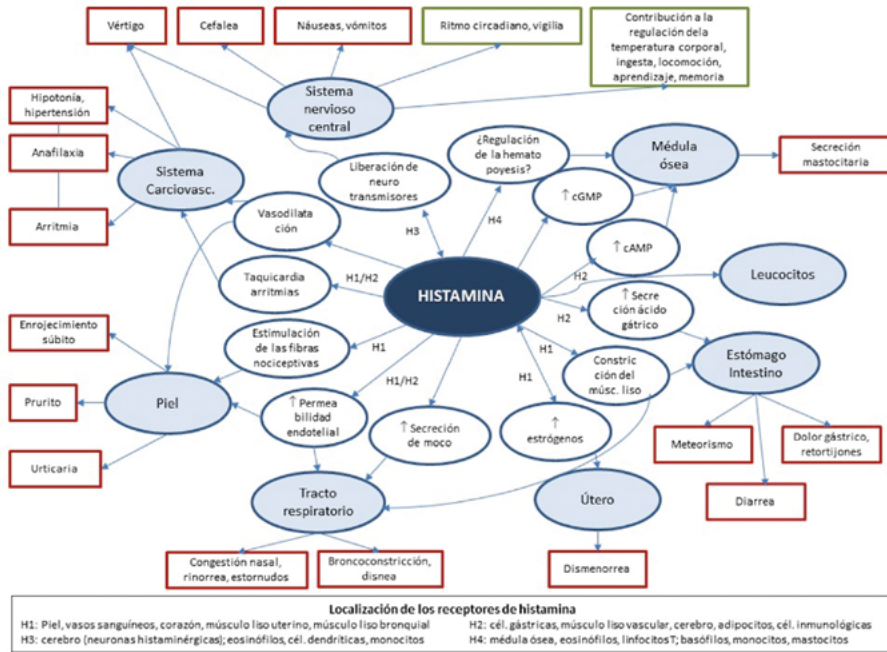 Vértigo
Cefalea
Náuseas, vómitos
Ritmo circadiano, vigilia
Contribución a la
regulación dela
temperatura corporal,
ingesta, locomoción,
aprendizaje, memoria
Hipotonía,
hipertensión
Anafilaxia
Arritmia
Sistema
Carciovasc.
Sistema
nervioso
central
Liberación de
neuro
transmisores
¿Regulación
de la hemato
poyesis?
Médula
ósea
Secreción
mastocitaria
↑ cGMP
↑ cAMP
Leucocitos
Vasodilata
ción
H3
H4
H2
H1/H2
Taquicardia
arritmias
HISTAMINA
↑ Secre
ción ácido
gátrico
H2
Enrojecimiento
súbito
Estimulación
de las fibras
nociceptivas
H1
H1
H1
Constric
ción del
músc. liso
Estómago
Intestino
Prurito
Piel
H1/H2
↑ Permea
bilidad
endotelial
↑ Secreción
de moco
↑
estrógenos
Meteorismo
Dolor gástrico,
retortijones
Urticaria
Diarrea
Tracto
respiratorio
Útero
Congestión nasal,
rinorrea, estornudos
Broncoconstricción,
disnea
Dismenorrea
Localización de los receptores de histamina
H1: Piel, vasos sanguíneos, corazón, músculo liso uterino, músculo liso bronquial
H2: cél. gástricas, músculo liso vascular, cerebro, adipocitos, cél. inmunológicas
H3: cerebro (neuronas histaminérgicas); eosinófilos, cél. dendríticas, monocitos
H4: médula ósea, eosinófilos, linfocitos T; basófilos, monocitos, mastocitos